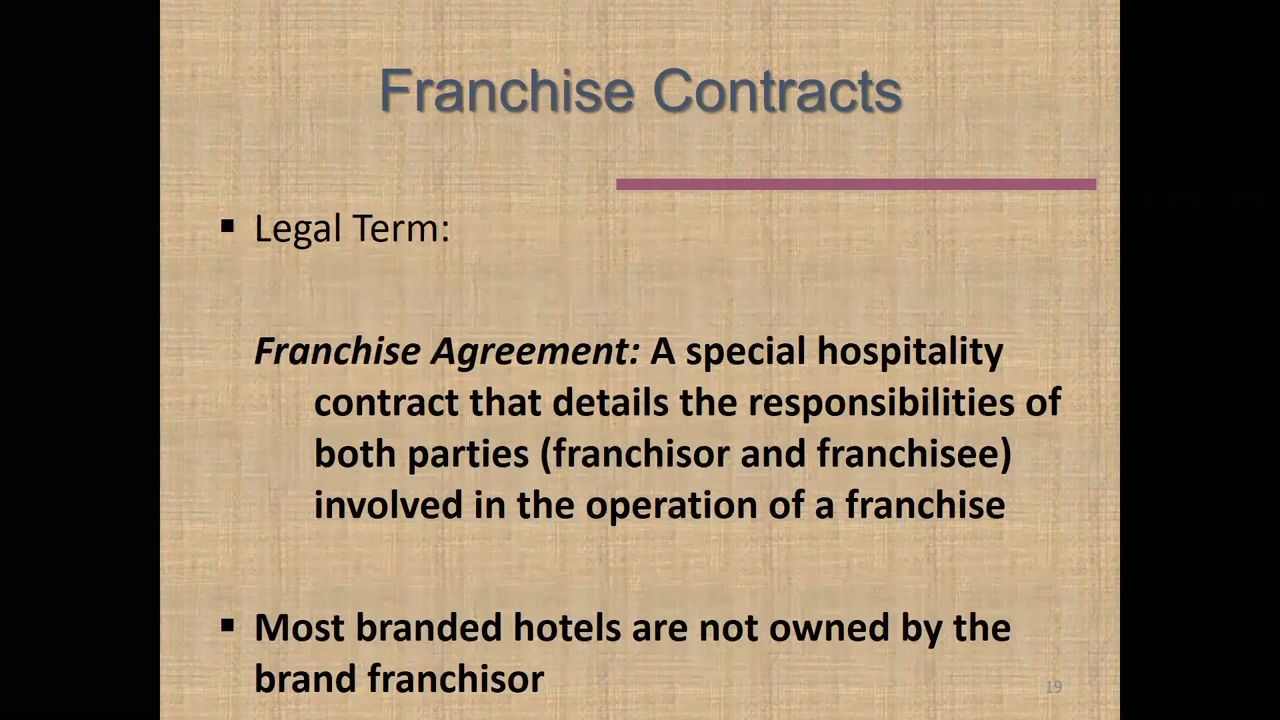 Franchise Contracts
▪ Legal Term:
Franchise Agreement: A special hospitality
contract that details the responsibilities of
both parties (franchisor and franchisee)
involved in the operation of a franchise
▪ Most branded hotels are not owned by the
brand franchisor
19